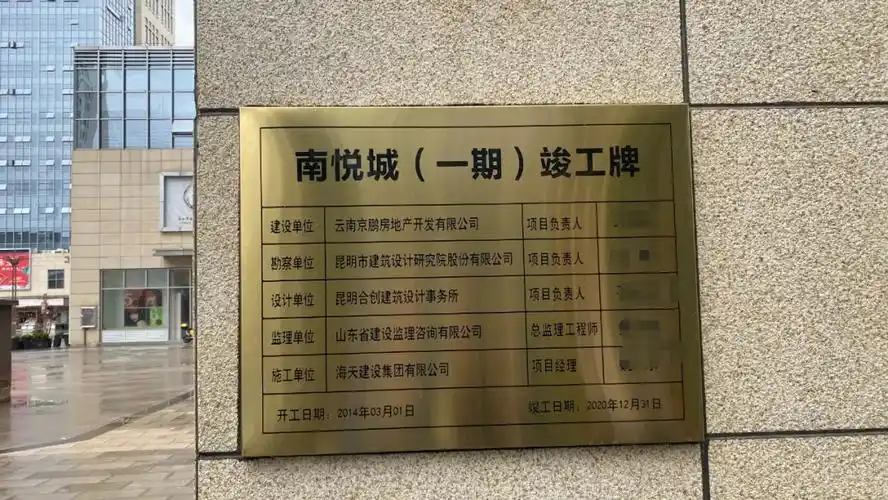 南悦城（一期）竣工牌
建设单位 云南京鹏房地产开发有限公司 项目负责人
勘察单位 昆明市建筑设计研究院股份有限公司 项目负责人
设计单位 昆明合创建筑设计事务所 项目负责人
监理单位 山东省建设监理咨询有限公司 总监理工程师
施工单位 海天建设集团有限公司 项目经理
开工日期：2014年03月01日 竣工日期：2020年12月31日